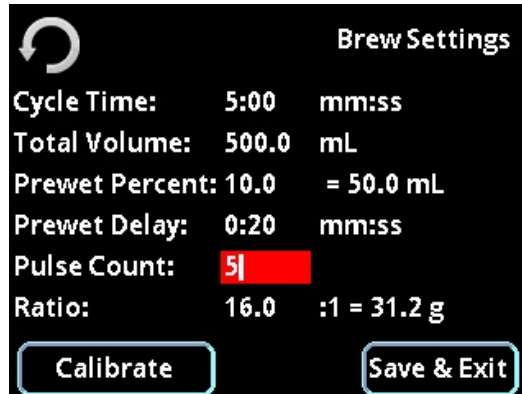 Brew Settings
Cycle Time: 5:00 mm:ss
Total Volume: 500.0 mL
Prewet Percent: 10.0 = 50.0 mL
Prewet Delay: 0:20 mm:ss
Pulse Count: 5
Ratio: 16.0 :1 = 31.2 g
Calibrate Save & Exit